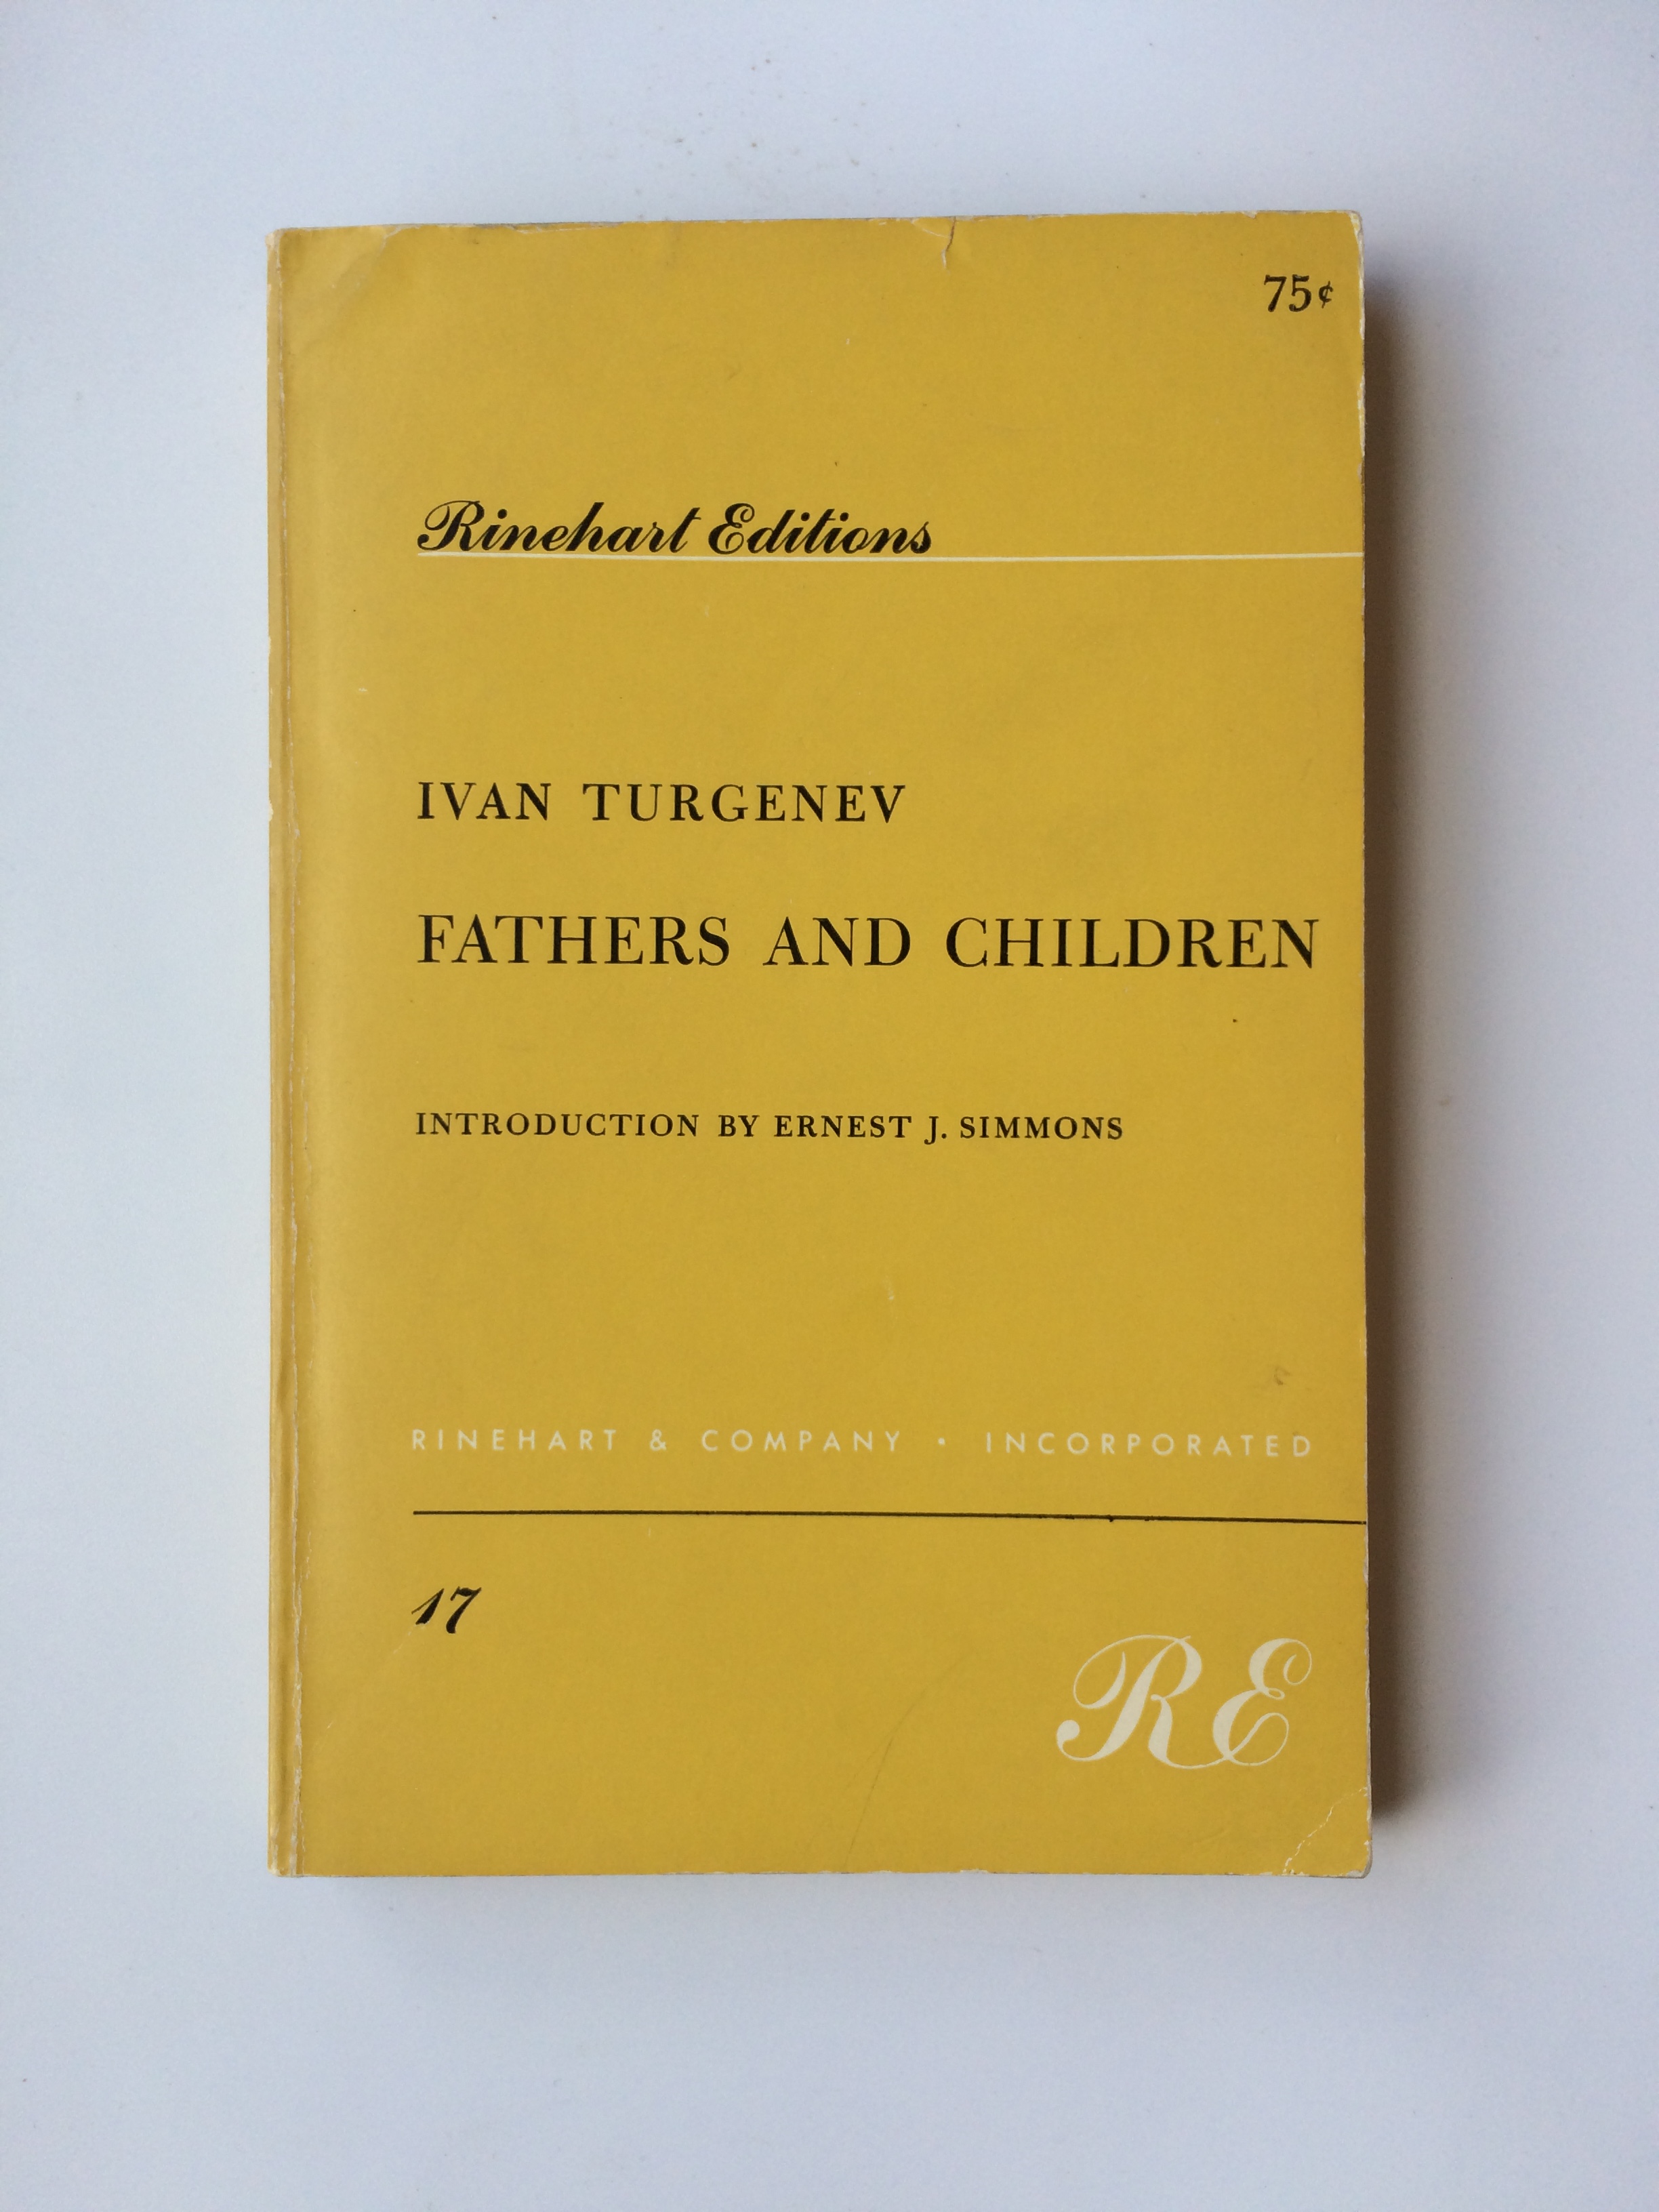 75¢
Rinehart Editions
IVAN TURGENEV
FATHERS AND CHILDREN
INTRODUCTION BY ERNEST J. SIMMONS
RINEHART & COMPANY • INCORPORATED
17
RE